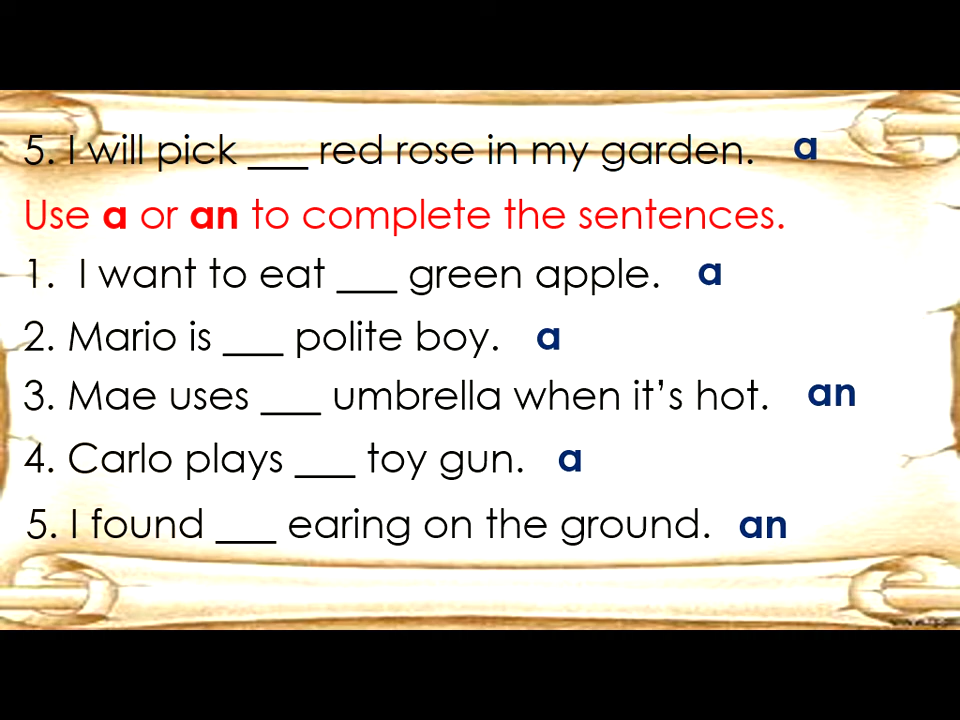 5. I will pick ___ red rose in my garden. a
Use a or an to complete the sentences.
1. I want to eat ___ green apple. a
2. Mario is ___ polite boy. a
3. Mae uses ___ umbrella when it’s hot. an
4. Carlo plays ___ toy gun. a
5. I found ___ earing on the ground. an